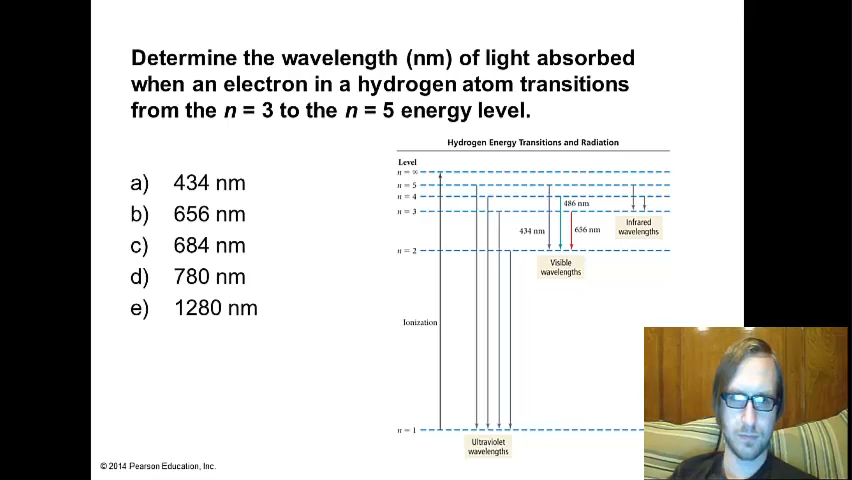 Determine the wavelength (nm) of light absorbed
when an electron in a hydrogen atom transitions
from the n = 3 to the n = 5 energy level.
a) 434 nm
b) 656 nm
c) 684 nm
d) 780 nm
e) 1280 nm
Hydrogen Energy Transitions and Radiation
Level
n = ∞
n = 5
n = 4
n = 3
n = 2
n = 1
486 nm
434 nm
656 nm
Infrared
wavelengths
Visible
wavelengths
Ionization
Ultraviolet
wavelengths
© 2014 Pearson Education, Inc.